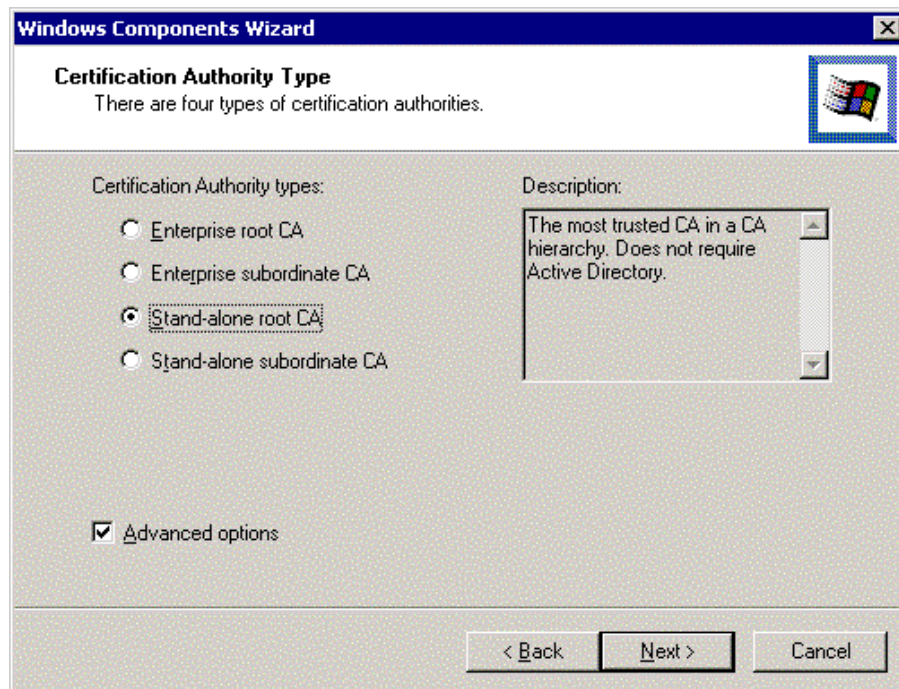 Windows Components Wizard
Certification Authority Type
There are four types of certification authorities.
Certification Authority types:
Enterprise root CA
Enterprise subordinate CA
Stand-alone root CA
Stand-alone subordinate CA
Description:
The most trusted CA in a CA
hierarchy. Does not require
Active Directory.
Advanced options
< Back
Next >
Cancel